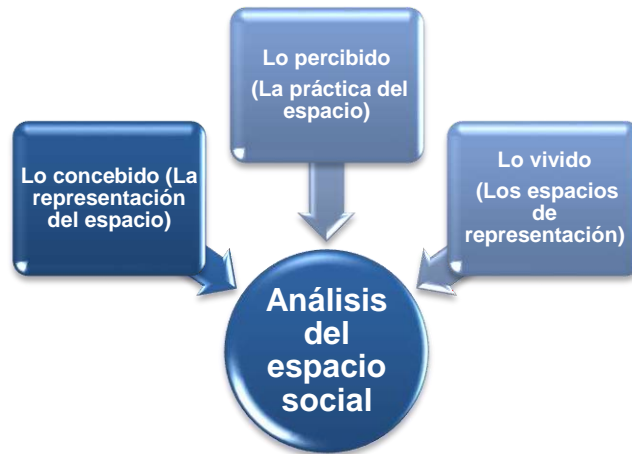 Lo percibido
(La práctica del
espacio)
Lo concebido (La
representación
del espacio)
Lo vivido
(Los espacios
de
representación)
Análisis
del
espacio
social